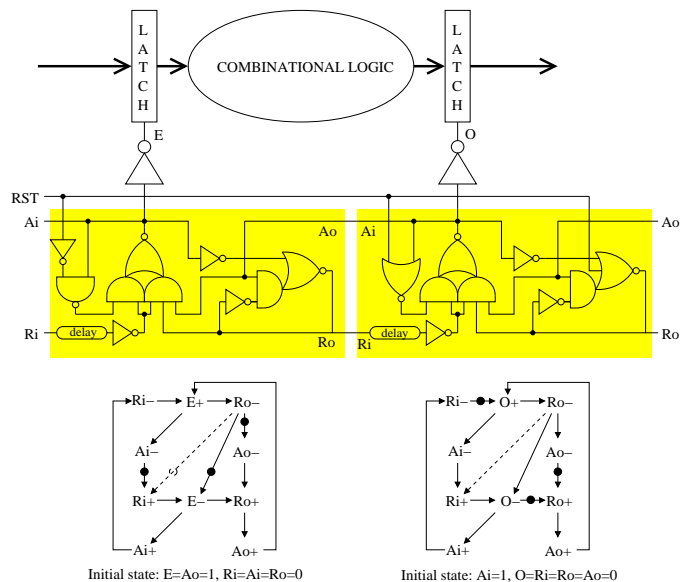 L A T C H
COMBINATIONAL LOGIC
L A T C H
E
O
RST
Ai
Ao
Ai
Ao
Ri
delay
Ro
Ri
delay
Ro
Ri− E+ Ro−
Ai− Ao−
Ri+ E− Ro+
Ai+ Ao+
Initial state: E=Ao=1, Ri=Ai=Ro=0
Ri− O+ Ro−
Ai− Ao−
Ri+ O− Ro+
Ai+ Ao+
Initial state: Ai=1, O=Ri=Ro=Ao=0